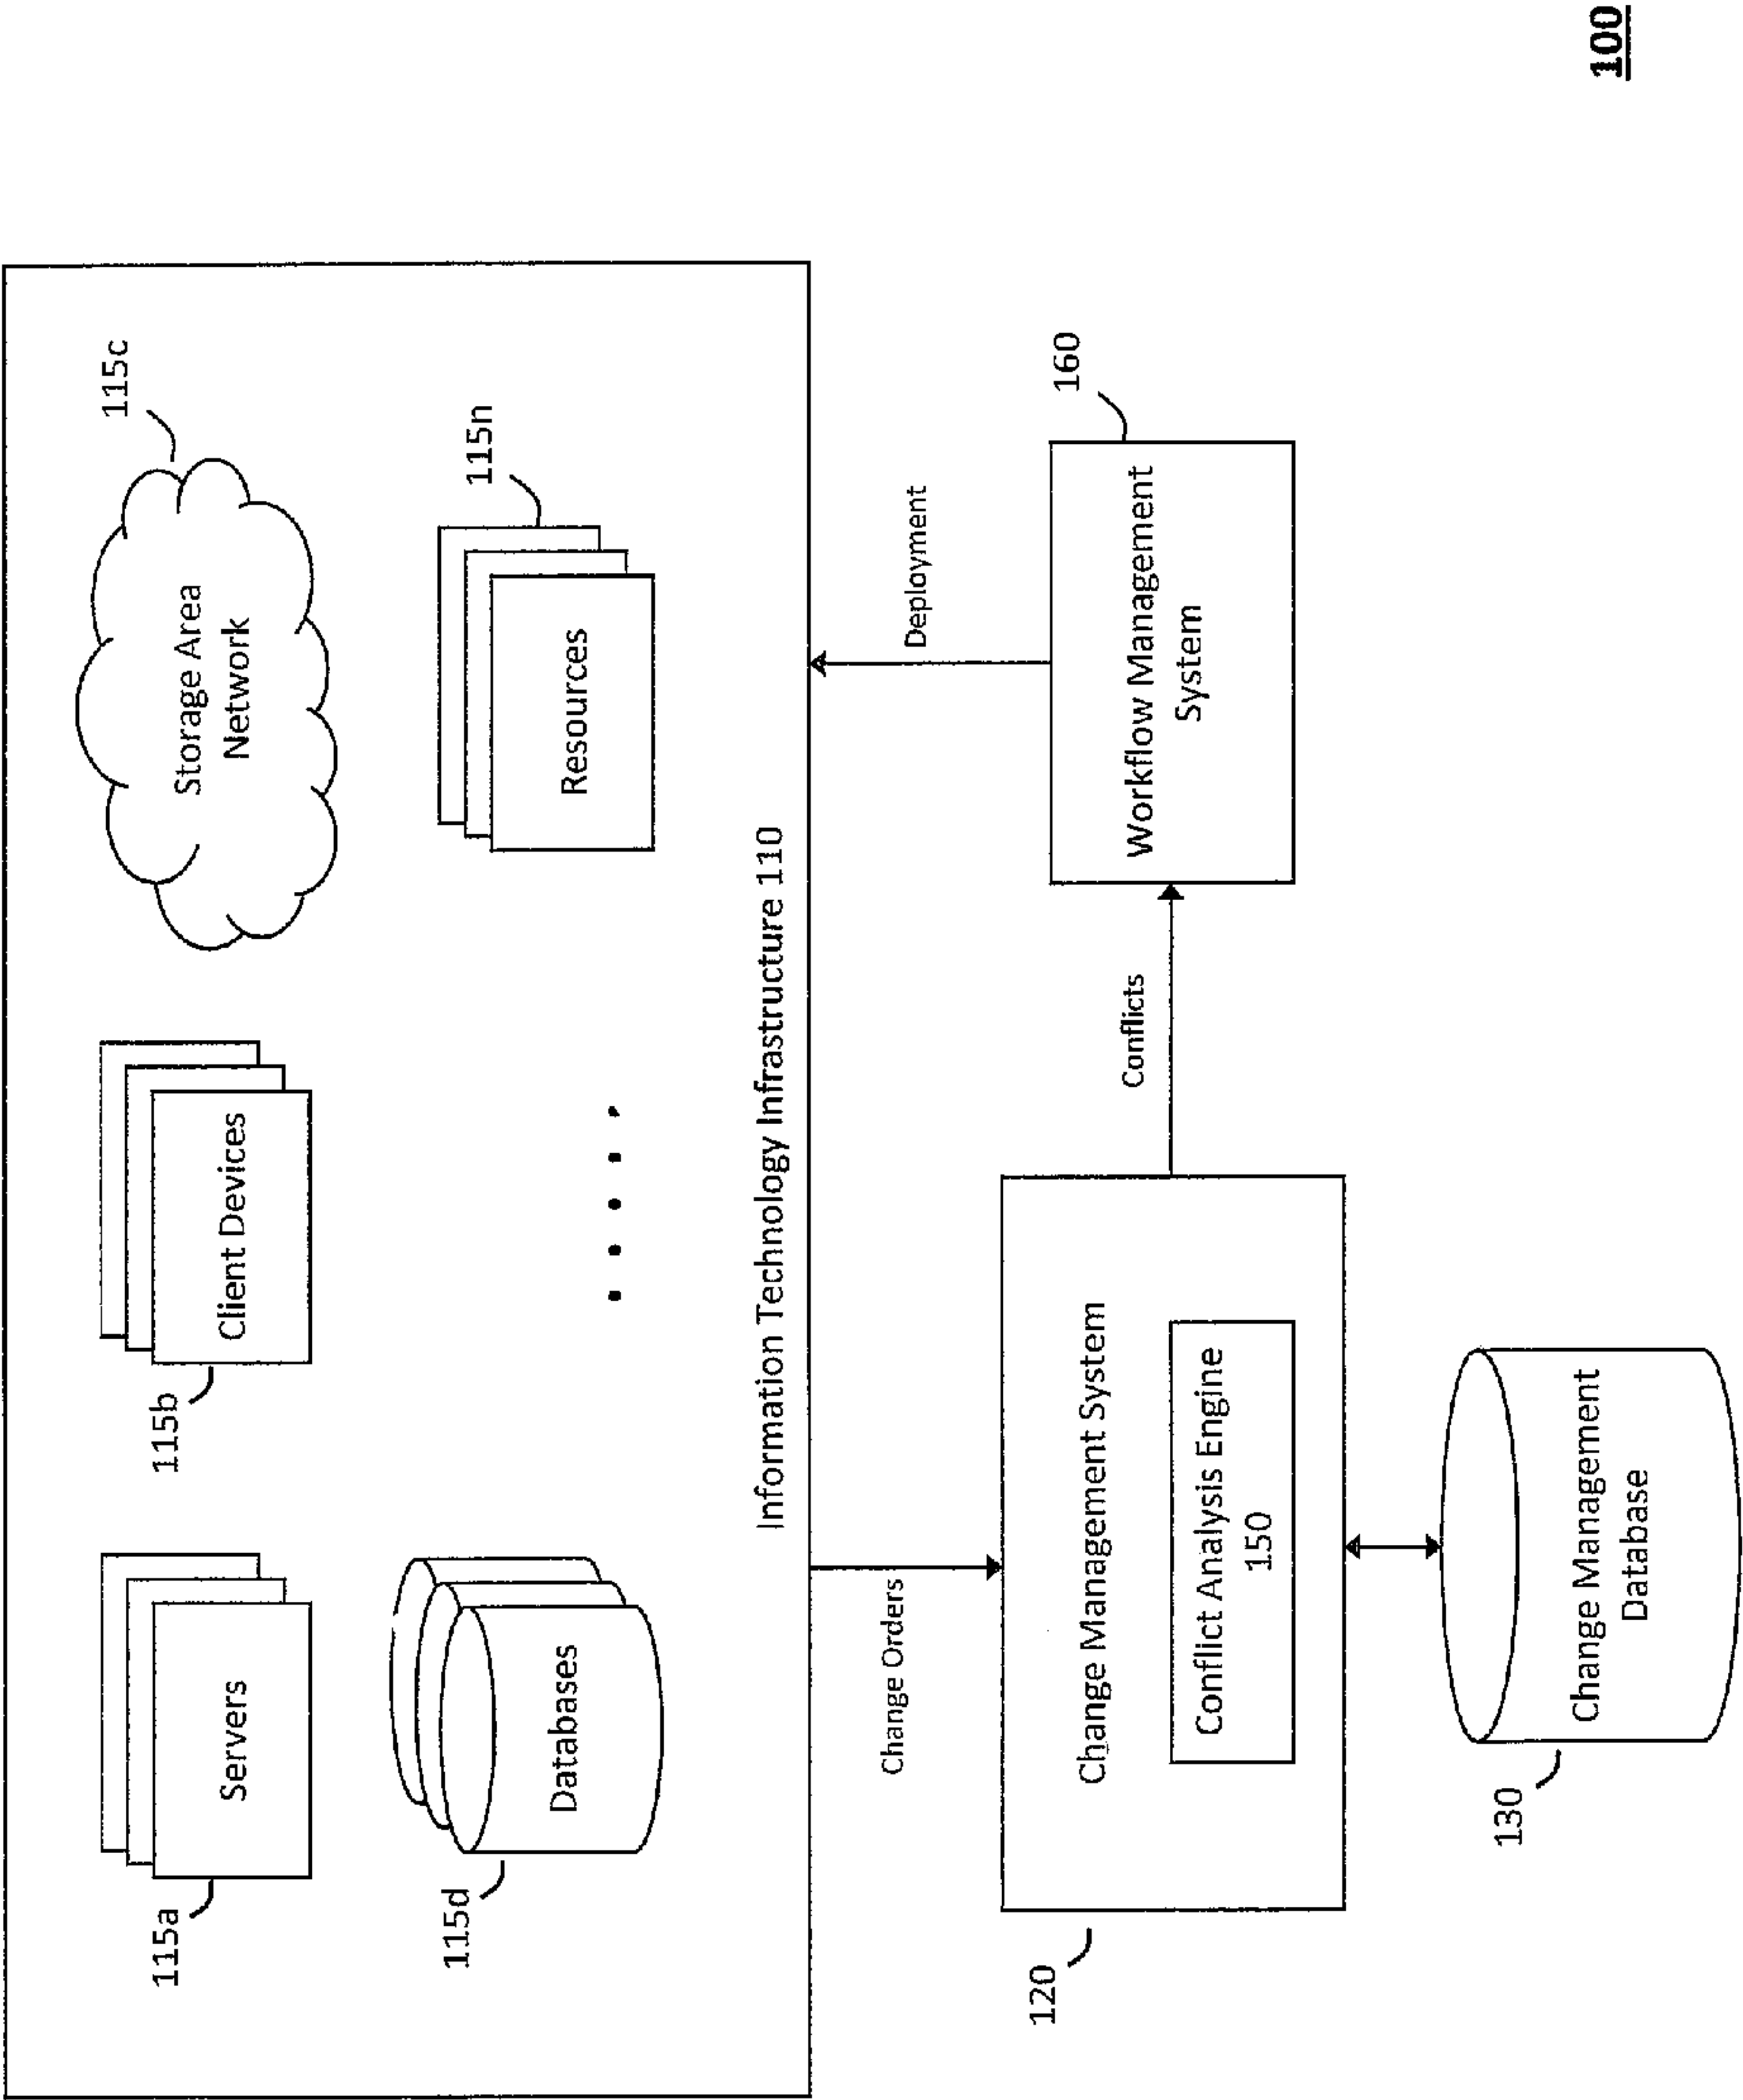 115a
Servers
115b
Client Devices
115c
Storage Area
Network
115d
Databases
115n
Resources
Information Technology Infrastructure 110
Change Orders
Deployment
120
Change Management System
Conflict Analysis Engine
150
Conflicts
160
Workflow Management
System
130
Change Management
Database
100